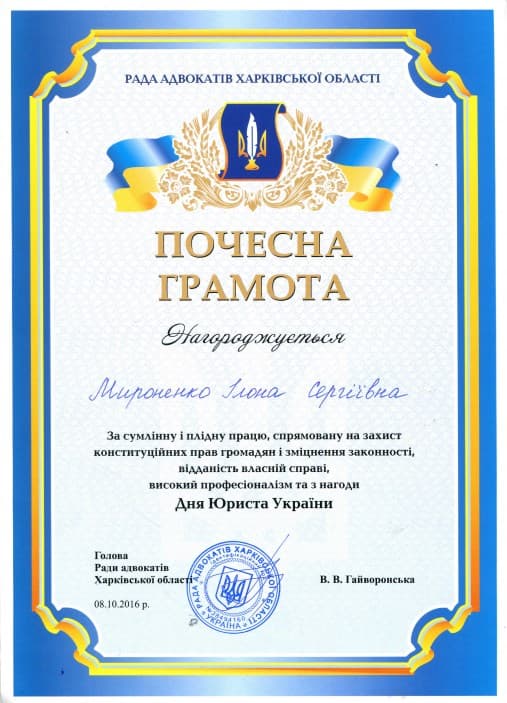 РАДА АДВОКАТІВ ХАРКІВСЬКОЇ ОБЛАСТІ
ПОЧЕСНА
ГРАМОТА
Нагороджується
Мироненко Ілона Сергіївна
За сумлінну і плідну працю, спрямовану на захист
конституційних прав громадян і зміцнення законності,
відданість власній справі,
високий професіоналізм та з нагоди
Дня Юриста України
Голова
Ради адвокатів
Харківської області
В. В. Гайворонська
08.10.2016 р.
РАДА АДВОКАТІВ ХАРКІВСЬКОЇ ОБЛАСТІ
УКРАЇНА